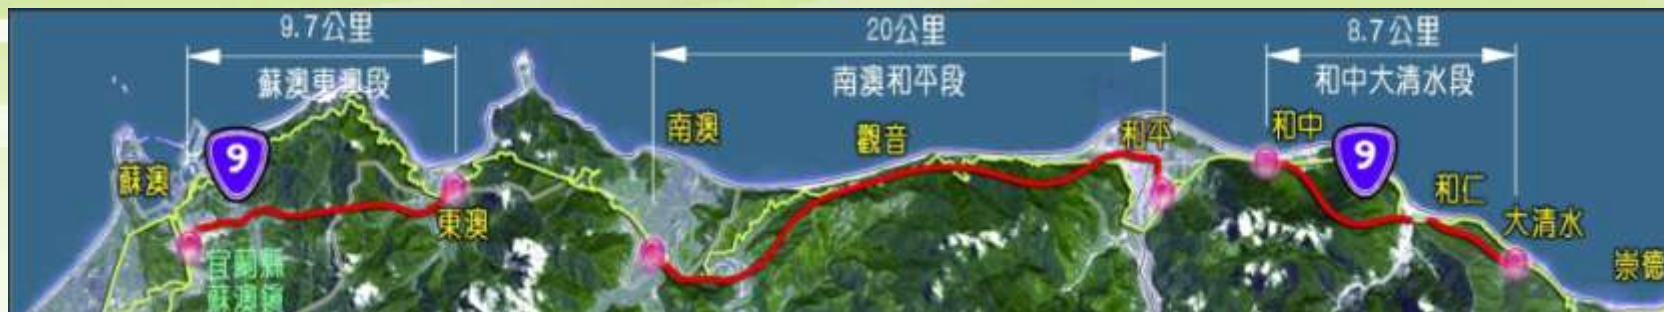 9.7公里
蘇澳東澳段
20公里
南澳和平段
8.7公里
和中大清水段
蘇澳
9
東澳
宜蘭縣
蘇澳鎮
南澳
觀音
和平
和中
9
和仁
大清水
崇德